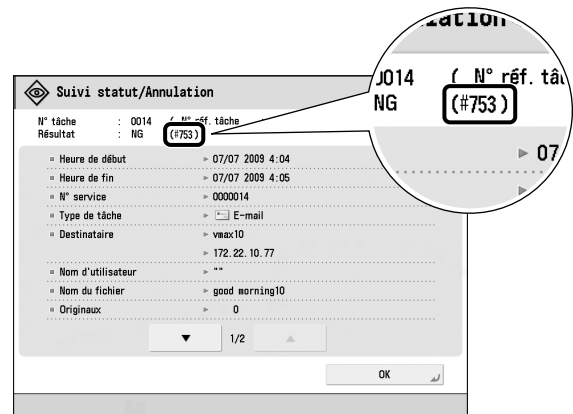 Suivi statut/Annulation
N° tâche : 0014 ( N° réf. tâche :
Résultat : NG (#753)
Heure de début ▶ 07/07 2009 4:04
Heure de fin ▶ 07/07 2009 4:05
N° service ▶ 0000014
Type de tâche ▶ E-mail
Destinataire ▶ vmax10
▶ 172.22.10.77
Nom d'utilisateur ▶ ""
Nom du fichier ▶ good morning10
Originaux ▶ 0
▼ 1/2 ▲
OK
0014 ( N° réf. tâ
NG (#753)
▶ 07